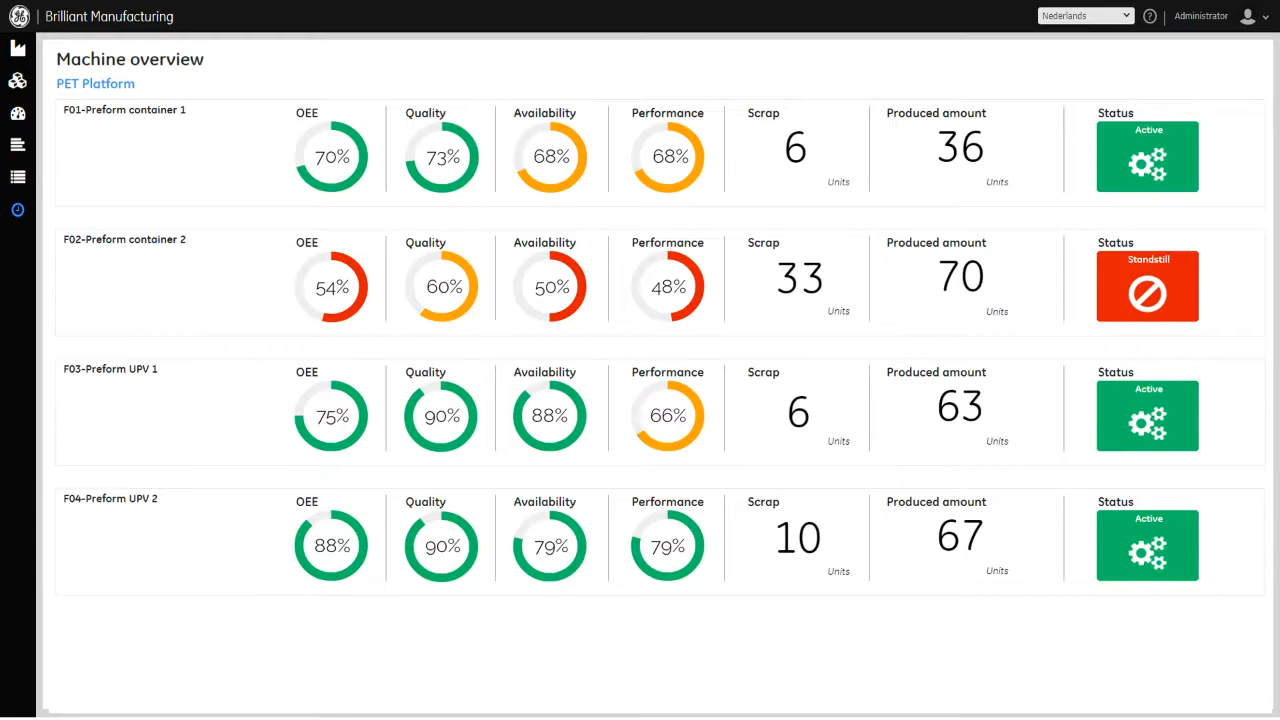 Brilliant Manufacturing
Nederlands
? Administrator
Machine overview
PET Platform
F01-Preform container 1
OEE Quality Availability Performance Scrap Produced amount Status
70% 73% 68% 68% 6 36 Active
Units Units
F02-Preform container 2
OEE Quality Availability Performance Scrap Produced amount Status
54% 60% 50% 48% 33 70 Standstill
Units Units
F03-Preform UPV 1
OEE Quality Availability Performance Scrap Produced amount Status
75% 90% 88% 66% 6 63 Active
Units Units
F04-Preform UPV 2
OEE Quality Availability Performance Scrap Produced amount Status
88% 90% 79% 79% 10 67 Active
Units Units